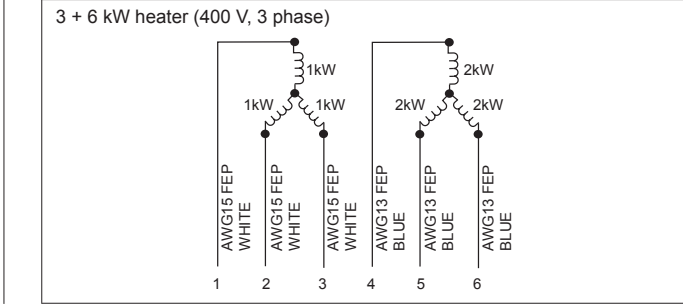 3 + 6 kW heater (400 V, 3 phase)
1kW
2kW
1kW
1kW
2kW
2kW
AWG15 FEP
WHITE
AWG15 FEP
WHITE
AWG15 FEP
WHITE
AWG13 FEP
BLUE
AWG13 FEP
BLUE
AWG13 FEP
BLUE
1 2 3 4 5 6